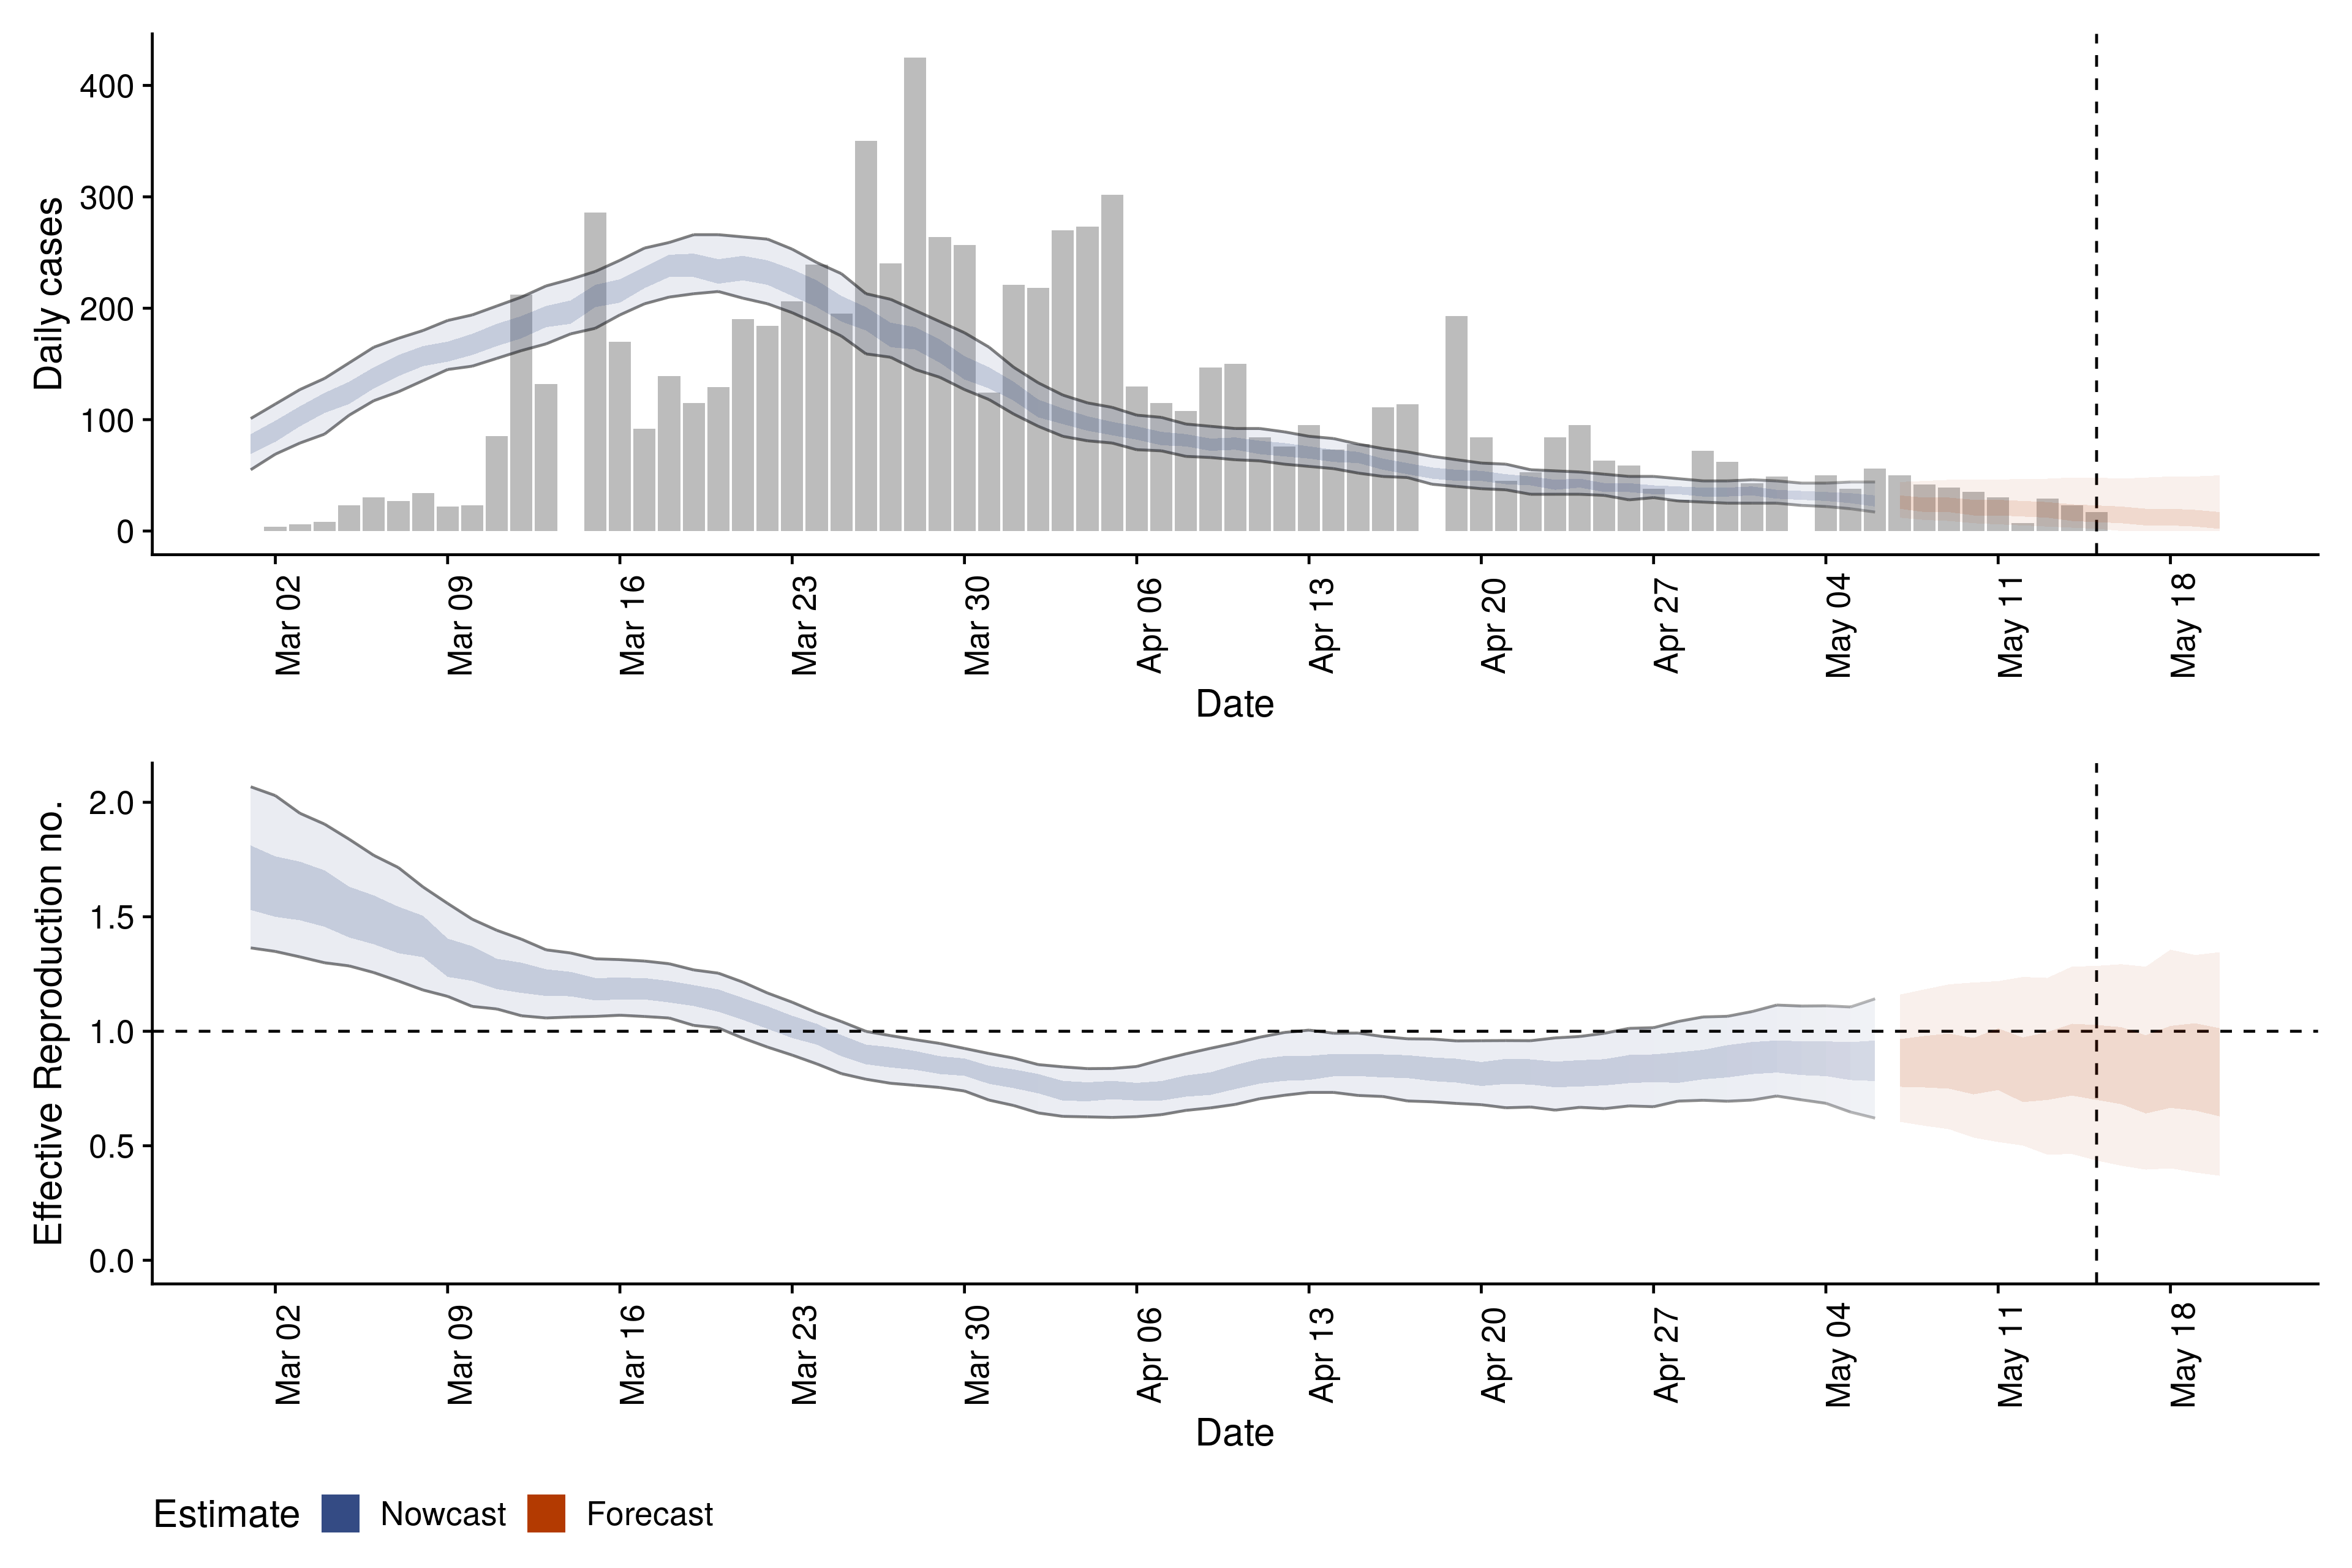 Daily cases
400
300
200
100
0
Mar 02
Mar 09
Mar 16
Mar 23
Mar 30
Apr 06
Apr 13
Apr 20
Apr 27
May 04
May 11
May 18
Date
Effective Reproduction no.
2.0
1.5
1.0
0.5
0.0
Mar 02
Mar 09
Mar 16
Mar 23
Mar 30
Apr 06
Apr 13
Apr 20
Apr 27
May 04
May 11
May 18
Date
Estimate Nowcast Forecast